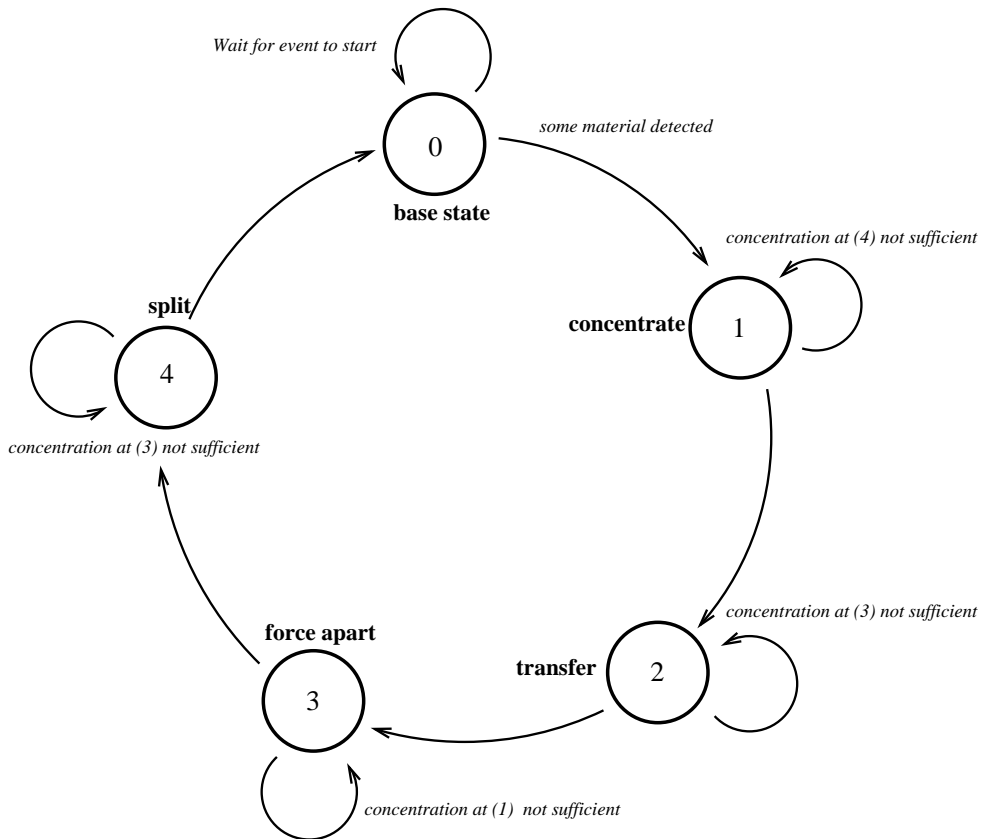 Wait for event to start
0
some material detected
base state
concentration at (4) not sufficient
split
concentrate
1
4
concentration at (3) not sufficient
concentration at (3) not sufficient
force apart
transfer
2
3
concentration at (1)  not sufficient